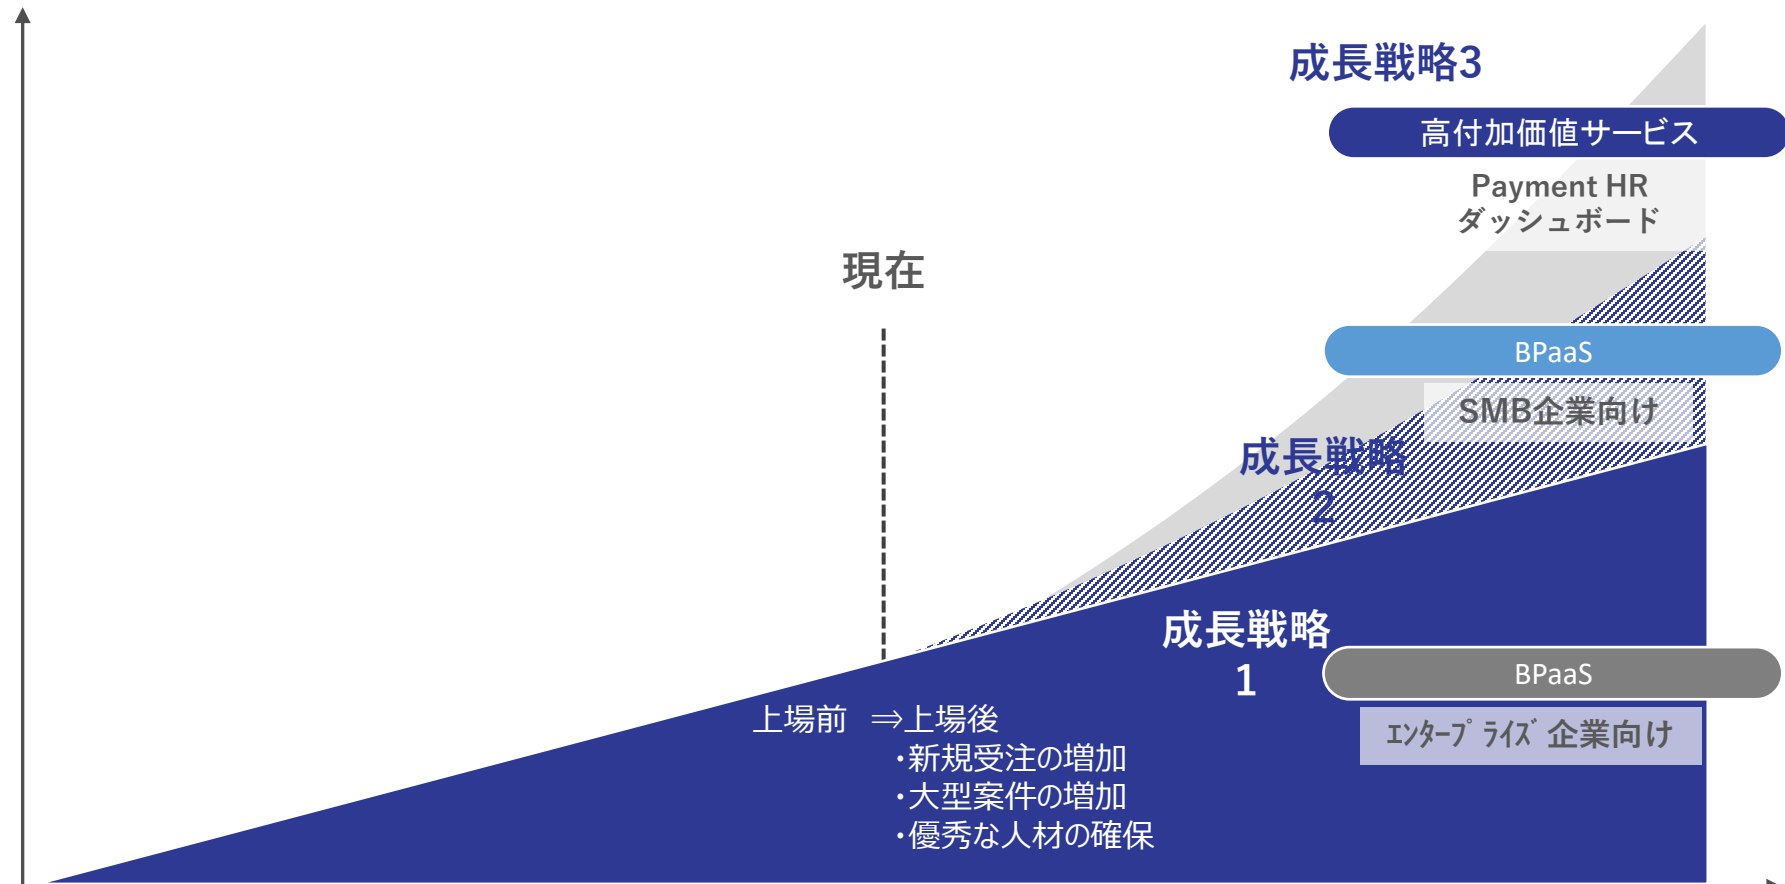 成長戦略3
高付加価値サービス
Payment HR
ダッシュボード
現在
BPaaS
SMB企業向け
成長戦略
2
成長戦略
1
BPaaS
ｴﾝﾀｰﾌﾟﾗｲｽﾞ企業向け
上場前 ⇒上場後
・新規受注の増加
・大型案件の増加
・優秀な人材の確保